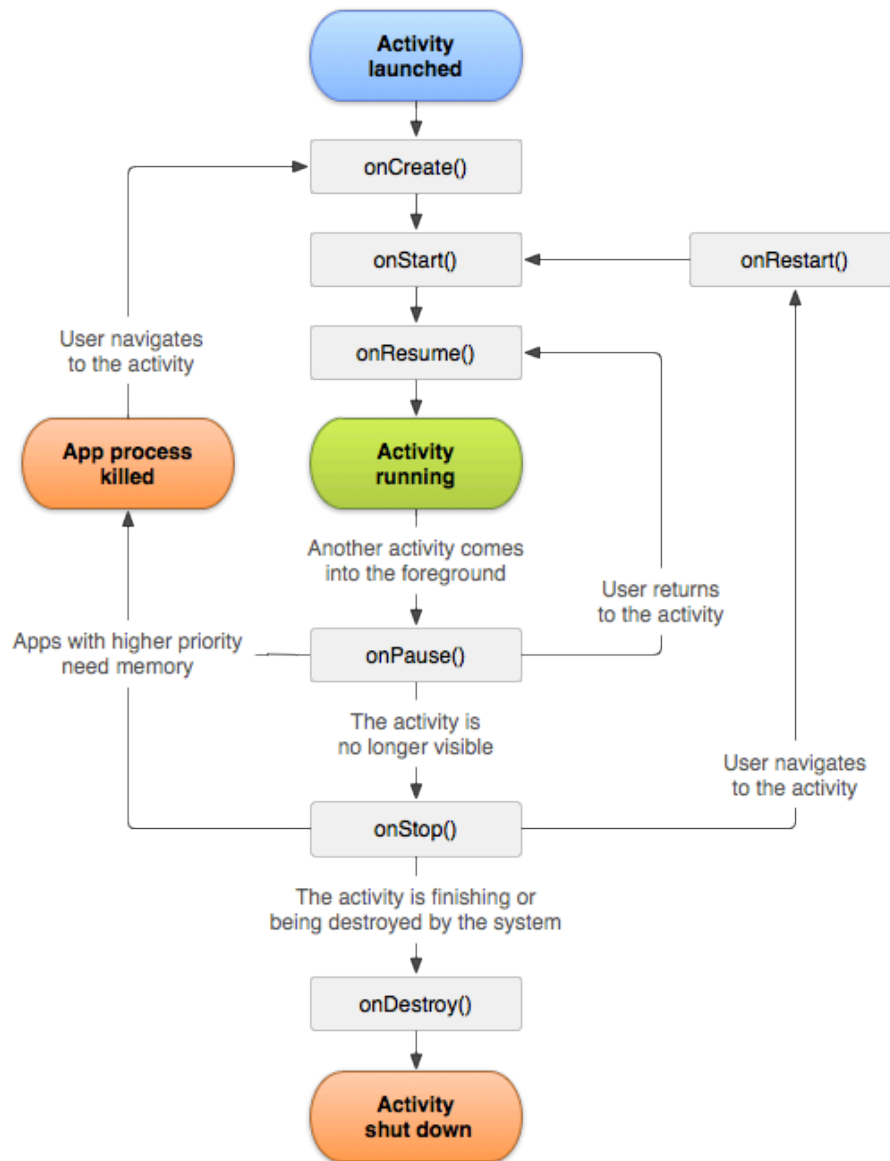 Activity
launched
onCreate()
onStart()
onRestart()
User navigates
to the activity
onResume()
App process
killed
Activity
running
Another activity comes
into the foreground
User returns
to the activity
Apps with higher priority
need memory
onPause()
The activity is
no longer visible
User navigates
to the activity
onStop()
The activity is finishing or
being destroyed by the system
onDestroy()
Activity
shut down